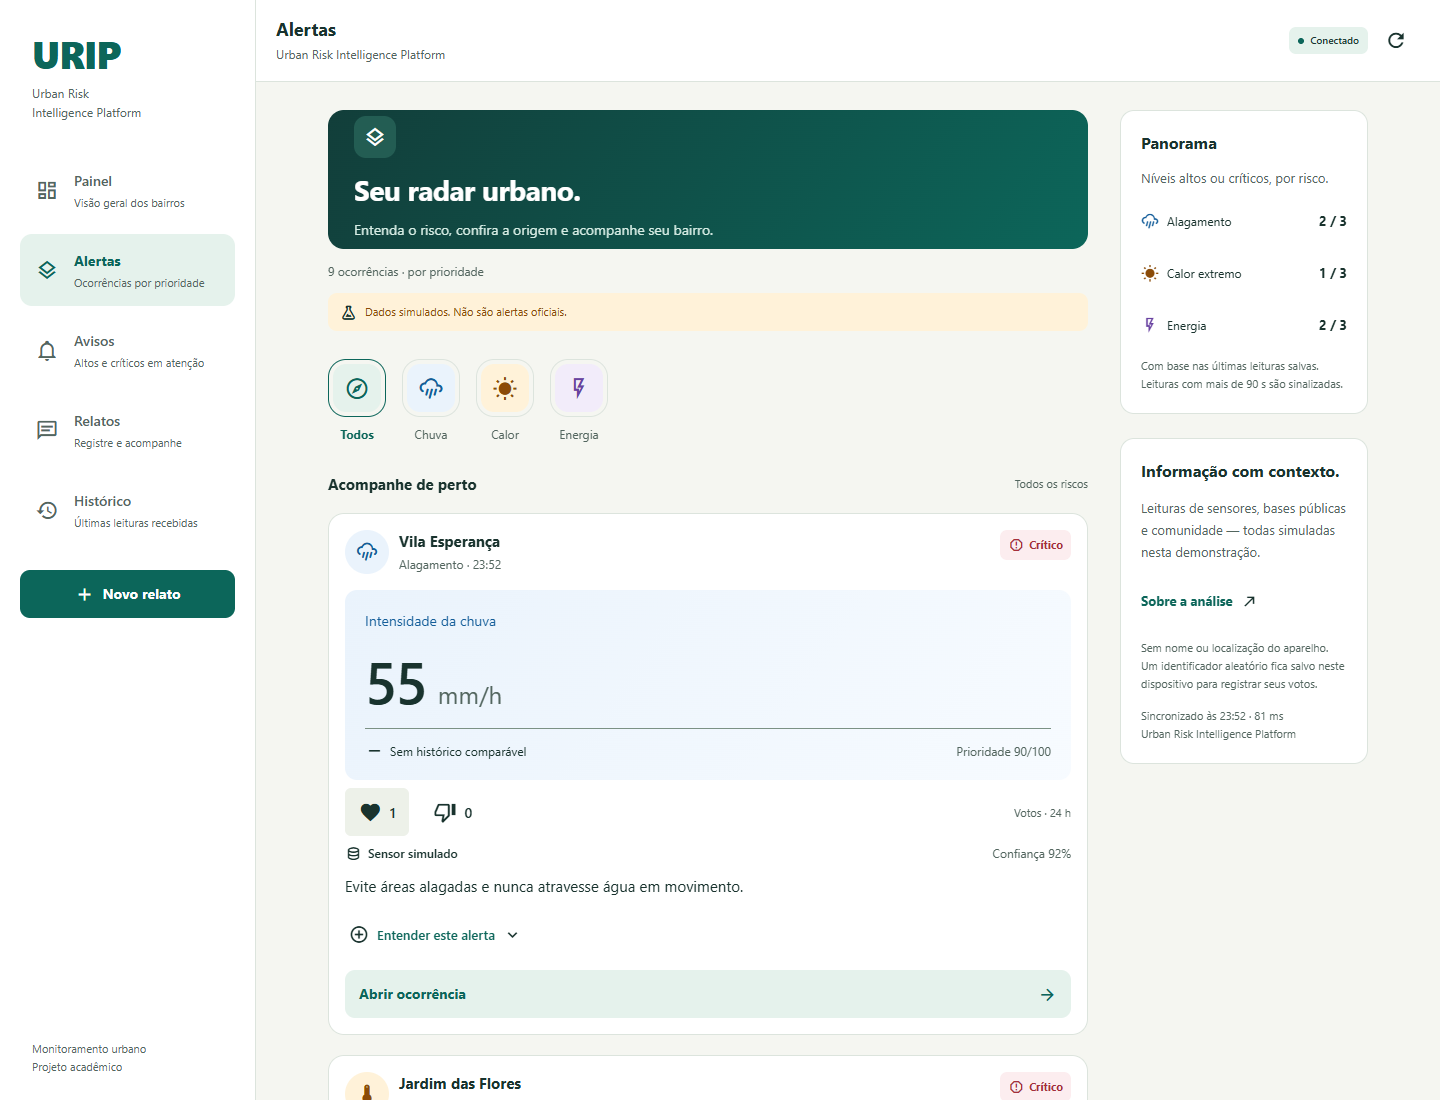 URIP
Urban Risk
Intelligence Platform
Painel
Visão geral dos bairros
Alertas
Ocorrências por prioridade
Avisos
Altos e críticos em atenção
Relatos
Registre e acompanhe
Histórico
Últimas leituras recebidas
Novo relato
Monitoramento urbano
Projeto acadêmico
Alertas
Urban Risk Intelligence Platform
Conectado
Seu radar urbano.
Entenda o risco, confira a origem e acompanhe seu bairro.
9 ocorrências · por prioridade
Dados simulados. Não são alertas oficiais.
Todos
Chuva
Calor
Energia
Acompanhe de perto
Todos os riscos
Vila Esperança
Alagamento · 23:52
Crítico
Intensidade da chuva
55 mm/h
Sem histórico comparável
Prioridade 90/100
1
0
Votos · 24 h
Sensor simulado
Confiança 92%
Evite áreas alagadas e nunca atravesse água em movimento.
Entender este alerta
Abrir ocorrência
Jardim das Flores
Crítico
Panorama
Níveis altos ou críticos, por risco.
Alagamento 2 / 3
Calor extremo 1 / 3
Energia 2 / 3
Com base nas últimas leituras salvas.
Leituras com mais de 90 s são sinalizadas.
Informação com contexto.
Leituras de sensores, bases públicas
e comunidade — todas simuladas
nesta demonstração.
Sobre a análise
Sem nome ou localização do aparelho.
Um identificador aleatório fica salvo neste
dispositivo para registrar seus votos.
Sincronizado às 23:52 · 81 ms
Urban Risk Intelligence Platform